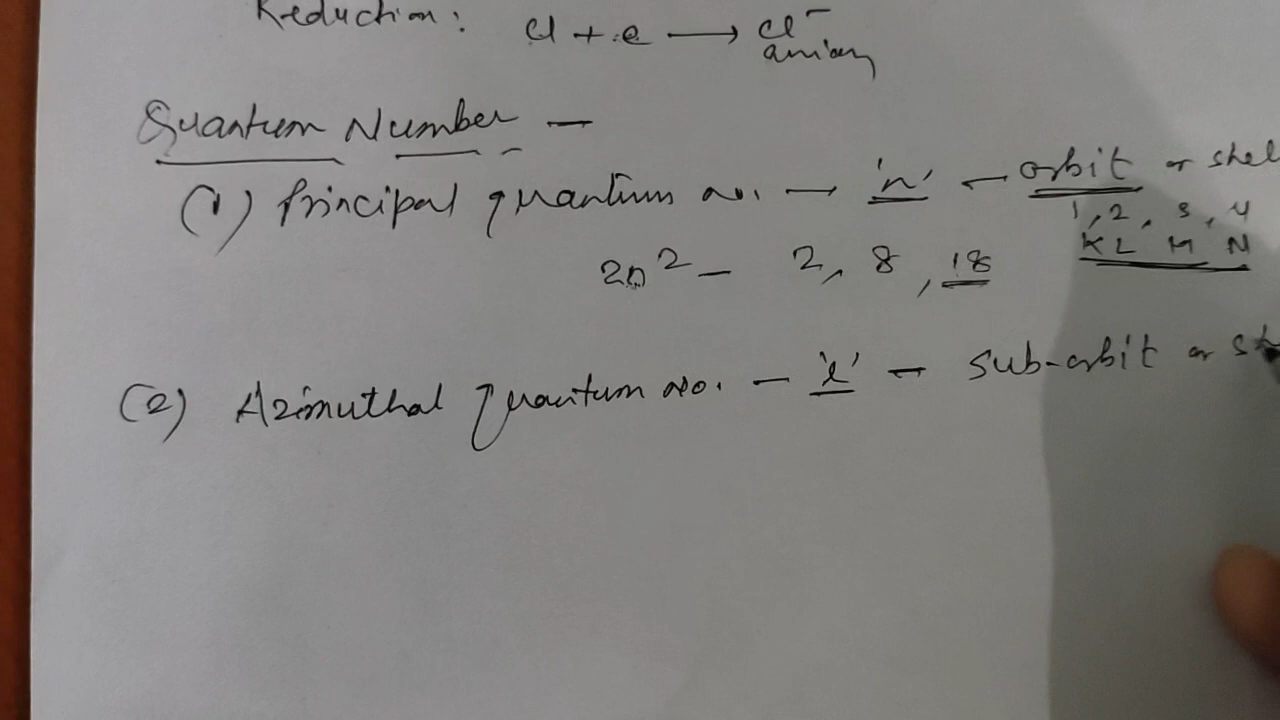 Reduction: Cl + e → Cl⁻
anion
Quantum Number —
(1) Principal quantum no. → 'n' — orbit or shel
1, 2, 3, 4
K L M N
2n² — 2, 8, 18
(2) Azimuthal quantum no. — 'l' — sub-orbit or